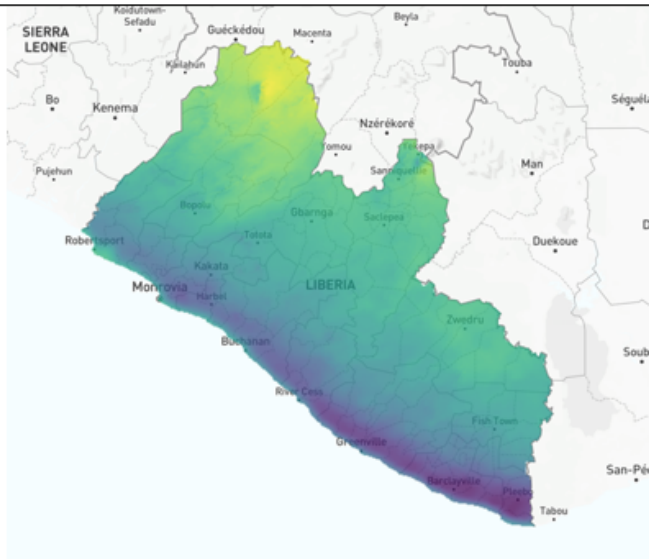 Koidutown-
Sefadu
Guéckédou
Macenta
Beyla
SIERRA
LEONE
Kailahun
Touba
Bo
Kenema
Séguéla
Nzérékoré
Yomou
Yekepa
Sanniquellie
Man
Pujehun
Bopolu
Gbarnga
Saclepea
Robertsport
Totota
Duekoue
Kakata
Monrovia
Harbel
LIBERIA
Zwedru
Buchanan
Soub
River Cess
Fish Town
Greenville
Barclayville
San-Pé
Tabou